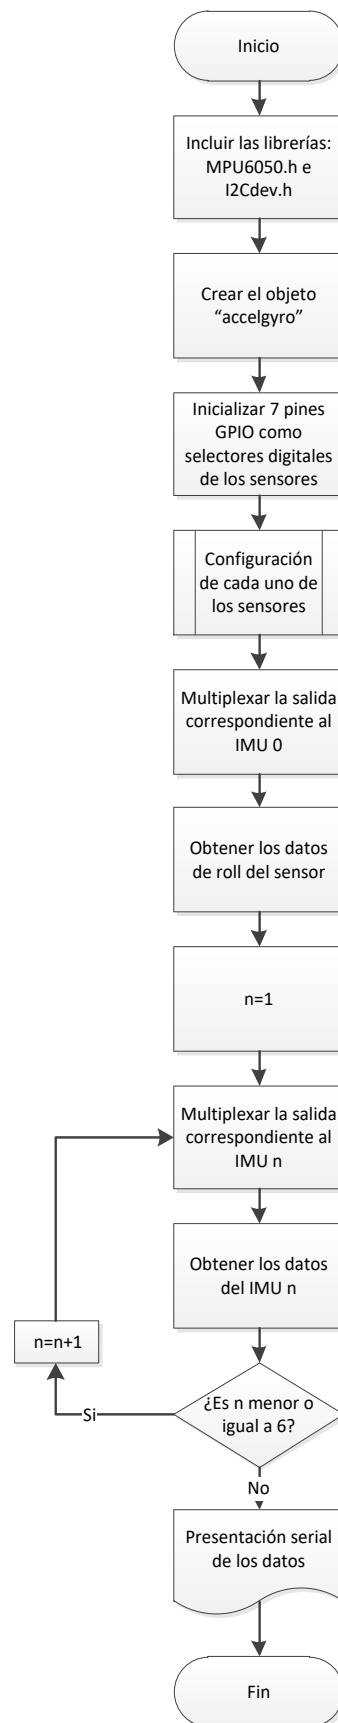 Inicio
Incluir las librerías:
MPU6050.h e
I2Cdev.h
Crear el objeto
“accelgyro”
Inicializar 7 pines
GPIO como
selectores digitales
de los sensores
Configuración
de cada uno de
los sensores
Multiplexar la salida
correspondiente al
IMU 0
Obtener los datos
de roll del sensor
n=1
Multiplexar la salida
correspondiente al
IMU n
Obtener los datos
del IMU n
n=n+1
¿Es n menor o
igual a 6?
Si
No
Presentación serial
de los datos
Fin